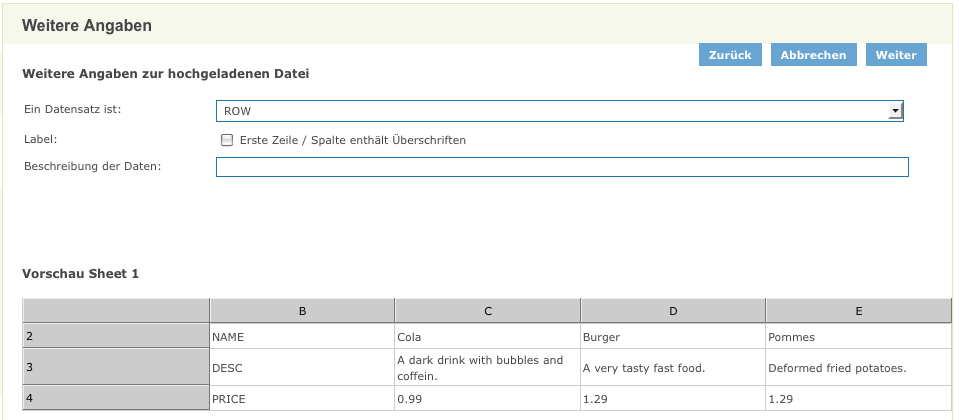 Weitere Angaben
Zurück Abbrechen Weiter
Weitere Angaben zur hochgeladenen Datei
Ein Datensatz ist: ROW
Label: Erste Zeile / Spalte enthält Überschriften
Beschreibung der Daten:
Vorschau Sheet 1
B C D E
2 NAME Cola Burger Pommes
3 DESC A dark drink with bubbles and coffein. A very tasty fast food. Deformed fried potatoes.
4 PRICE 0.99 1.29 1.29